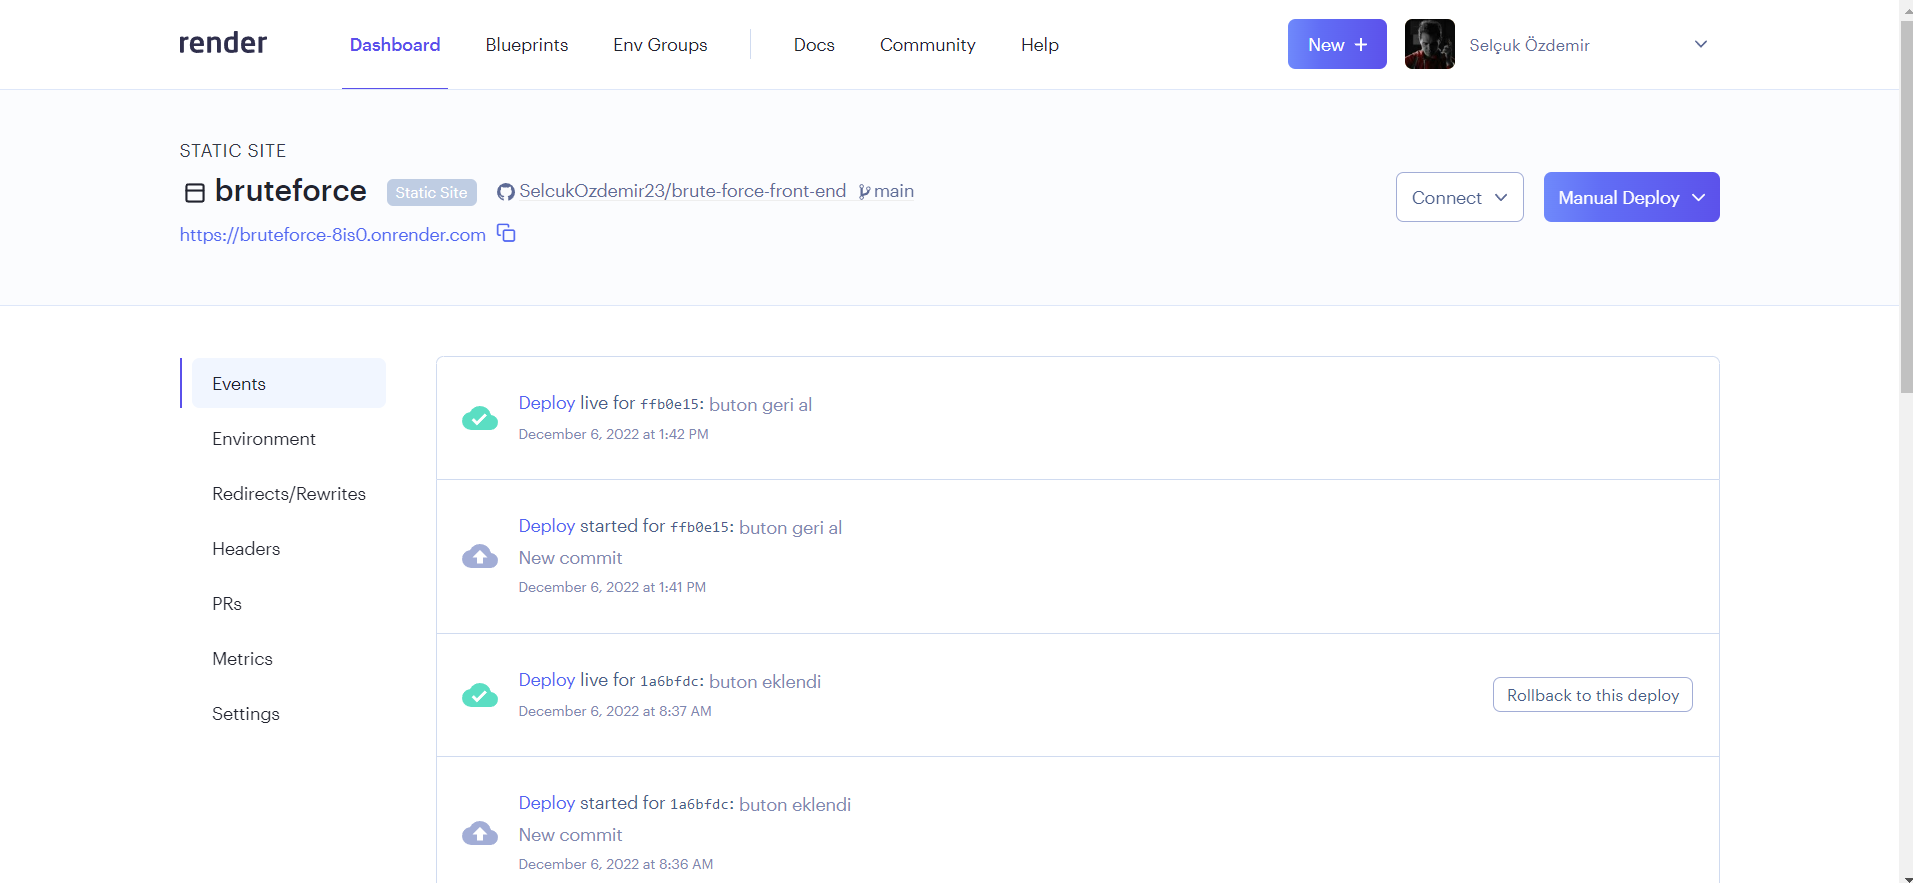 render
Dashboard
Blueprints
Env Groups
Docs
Community
Help
New +
Selçuk Özdemir
STATIC SITE
bruteforce
Static Site
SelcukOzdemir23/brute-force-front-end
main
https://bruteforce-8is0.onrender.com
Connect
Manual Deploy
Events
Environment
Redirects/Rewrites
Headers
PRs
Metrics
Settings
Deploy live for ffb0e15: buton geri al
December 6, 2022 at 1:42 PM
Deploy started for ffb0e15: buton geri al
New commit
December 6, 2022 at 1:41 PM
Deploy live for 1a6bfdc: buton eklendi
December 6, 2022 at 8:37 AM
Rollback to this deploy
Deploy started for 1a6bfdc: buton eklendi
New commit
December 6, 2022 at 8:36 AM